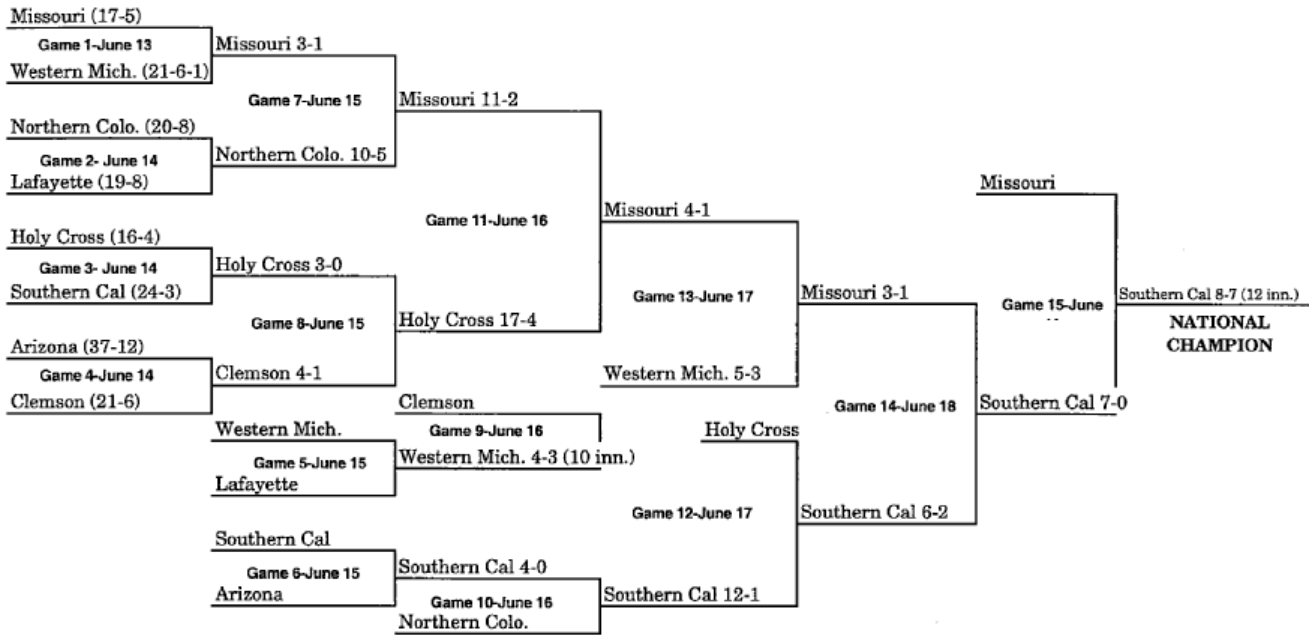 Missouri (17-5)
Game 1-June 13
Missouri 3-1
Western Mich. (21-6-1)
Game 7-June 15
Missouri 11-2
Northern Colo. (20-8)
Game 2- June 14
Northern Colo. 10-5
Lafayette (19-8)
Missouri
Game 11-June 16
Missouri 4-1
Holy Cross (16-4)
Game 3- June 14
Holy Cross 3-0
Southern Cal (24-3)
Game 13-June 17
Missouri 3-1
Game 15-June
Southern Cal 8-7 (12 inn.)
NATIONAL
CHAMPION
Game 8-June 15
Holy Cross 17-4
Arizona (37-12)
Game 4-June 14
Clemson 4-1
Western Mich. 5-3
Clemson (21-6)
Clemson
Game 14-June 18
Southern Cal 7-0
Western Mich.
Game 9-June 16
Holy Cross
Game 5-June 15
Western Mich. 4-3 (10 inn.)
Lafayette
Game 12-June 17
Southern Cal 6-2
Southern Cal
Game 6-June 15
Southern Cal 4-0
Arizona
Game 10-June 16
Southern Cal 12-1
Northern Colo.